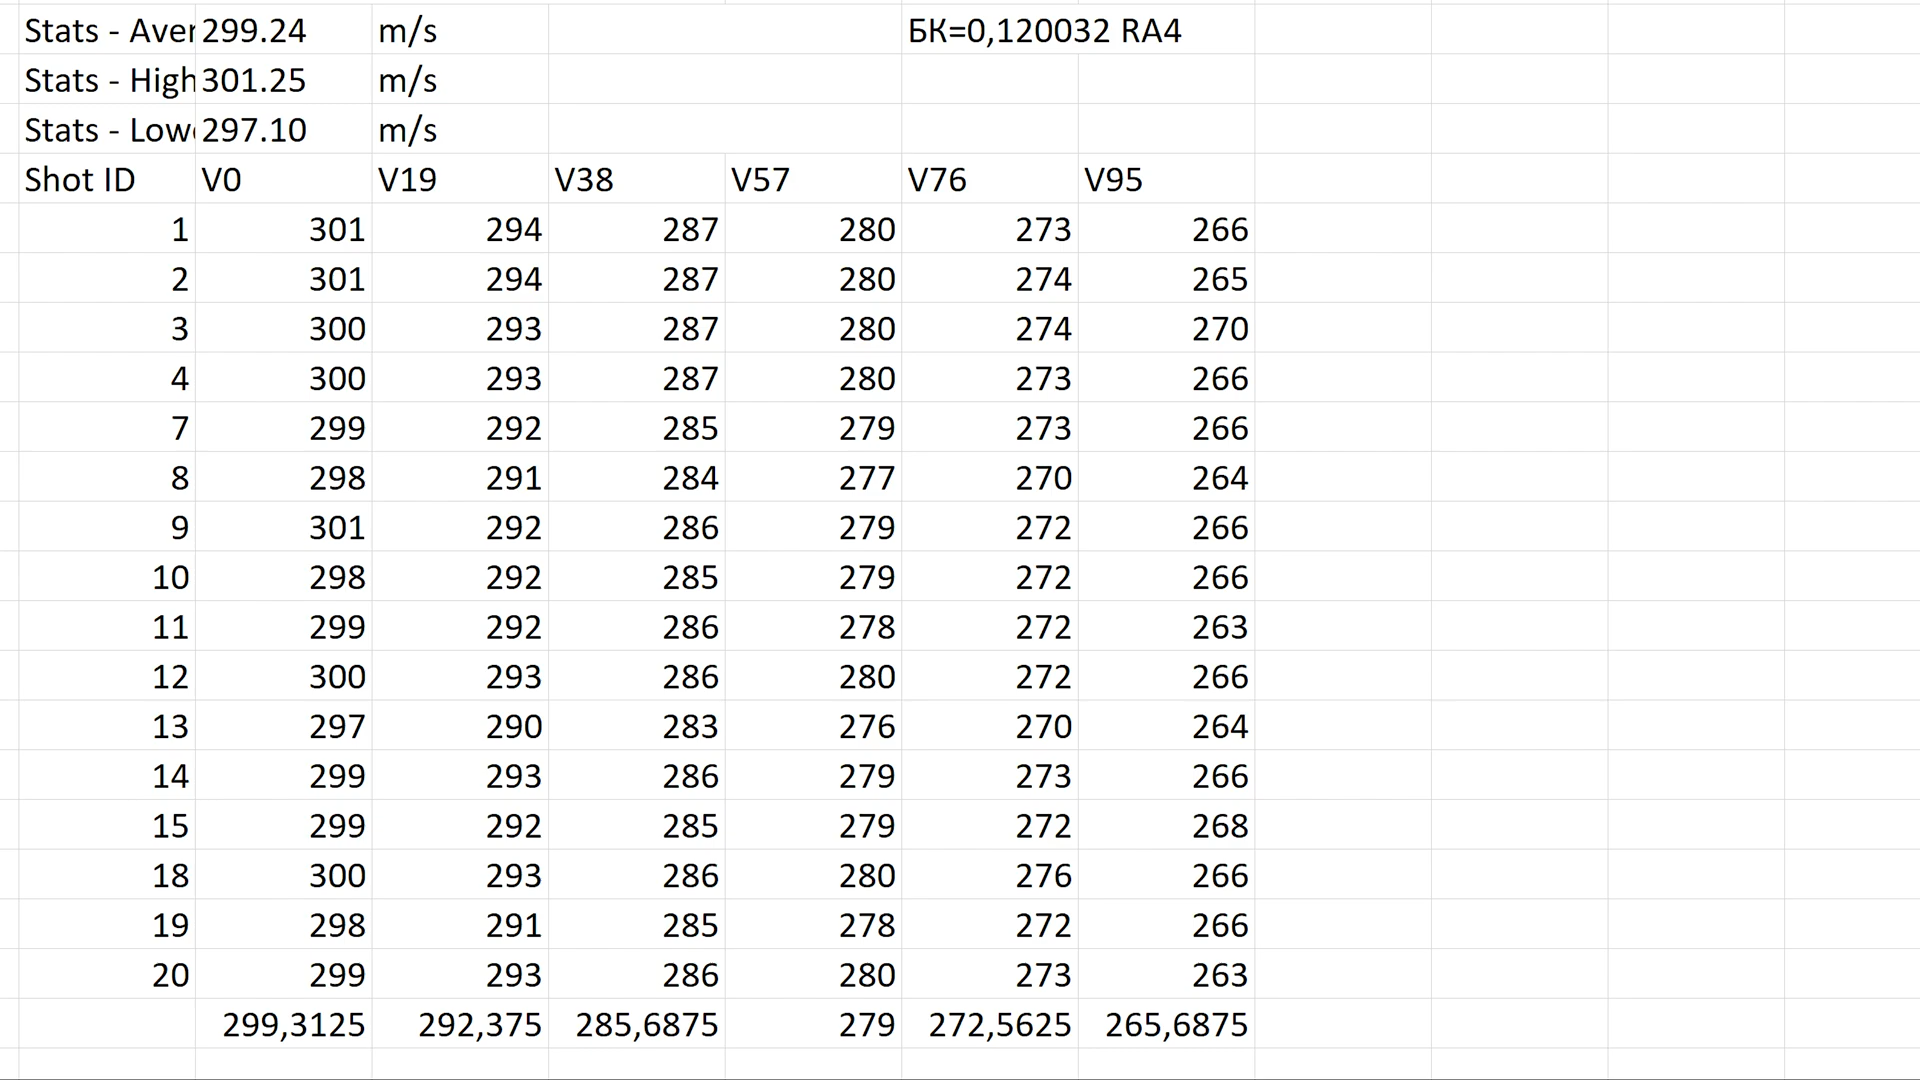 Stats - Aver 299.24 m/s БК=0,120032 RA4
Stats - High 301.25 m/s
Stats - Lowe 297.10 m/s
Shot ID V0 V19 V38 V57 V76 V95
1 301 294 287 280 273 266
2 301 294 287 280 274 265
3 300 293 287 280 274 270
4 300 293 287 280 273 266
7 299 292 285 279 273 266
8 298 291 284 277 270 264
9 301 292 286 279 272 266
10 298 292 285 279 272 266
11 299 292 286 278 272 263
12 300 293 286 280 272 266
13 297 290 283 276 270 264
14 299 293 286 279 273 266
15 299 292 285 279 272 268
18 300 293 286 280 276 266
19 298 291 285 278 272 266
20 299 293 286 280 273 263
299,3125 292,375 285,6875 279 272,5625 265,6875